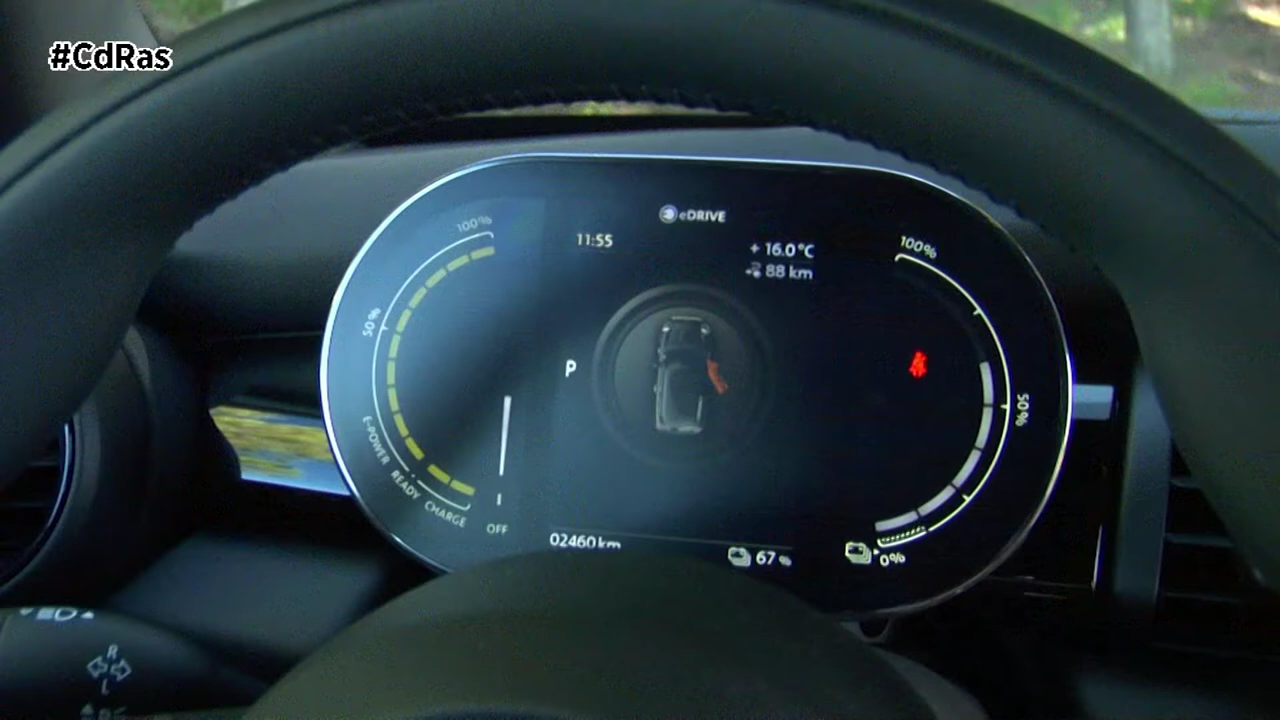 #CdRas
eDRIVE
100%
11:55
+ 16.0°C
100%
88 km
50%
P
50%
E-POWER
READY
CHARGE
OFF
02460 km
67 %
0%
R
L